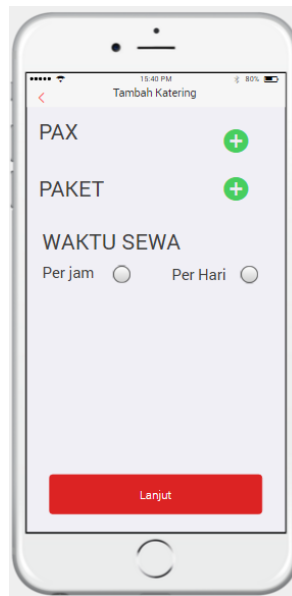 15:40 PM
80%
Tambah Katering
PAX
PAKET
WAKTU SEWA
Per jam
Per Hari
Lanjut